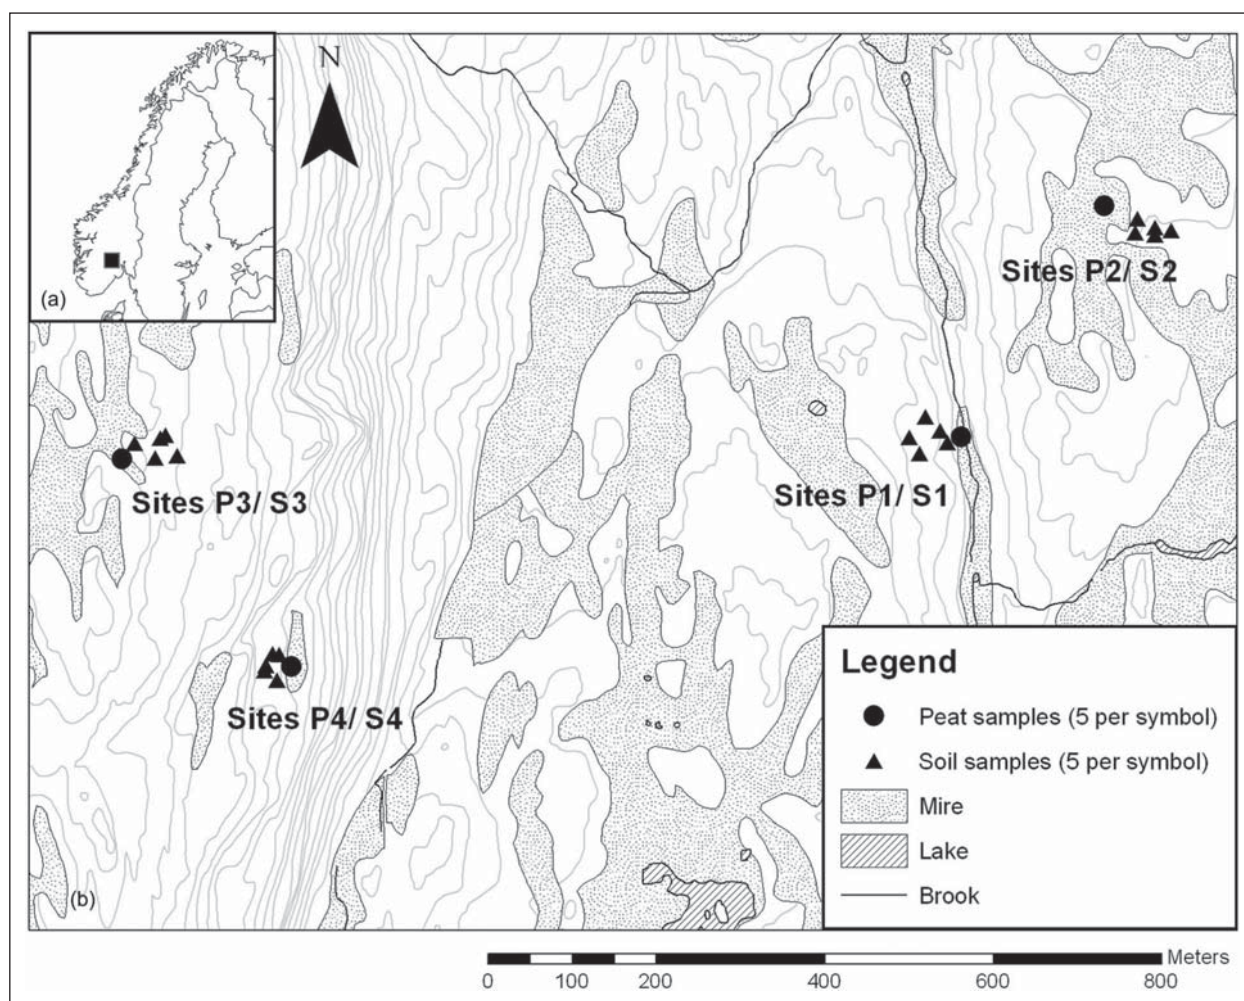 N
(a)
Sites P2/ S2
Sites P3/ S3
Sites P1/ S1
Sites P4/ S4
(b)
Legend
Peat samples (5 per symbol)
Soil samples (5 per symbol)
Mire
Lake
Brook
Meters
0 100 200 400 600 800